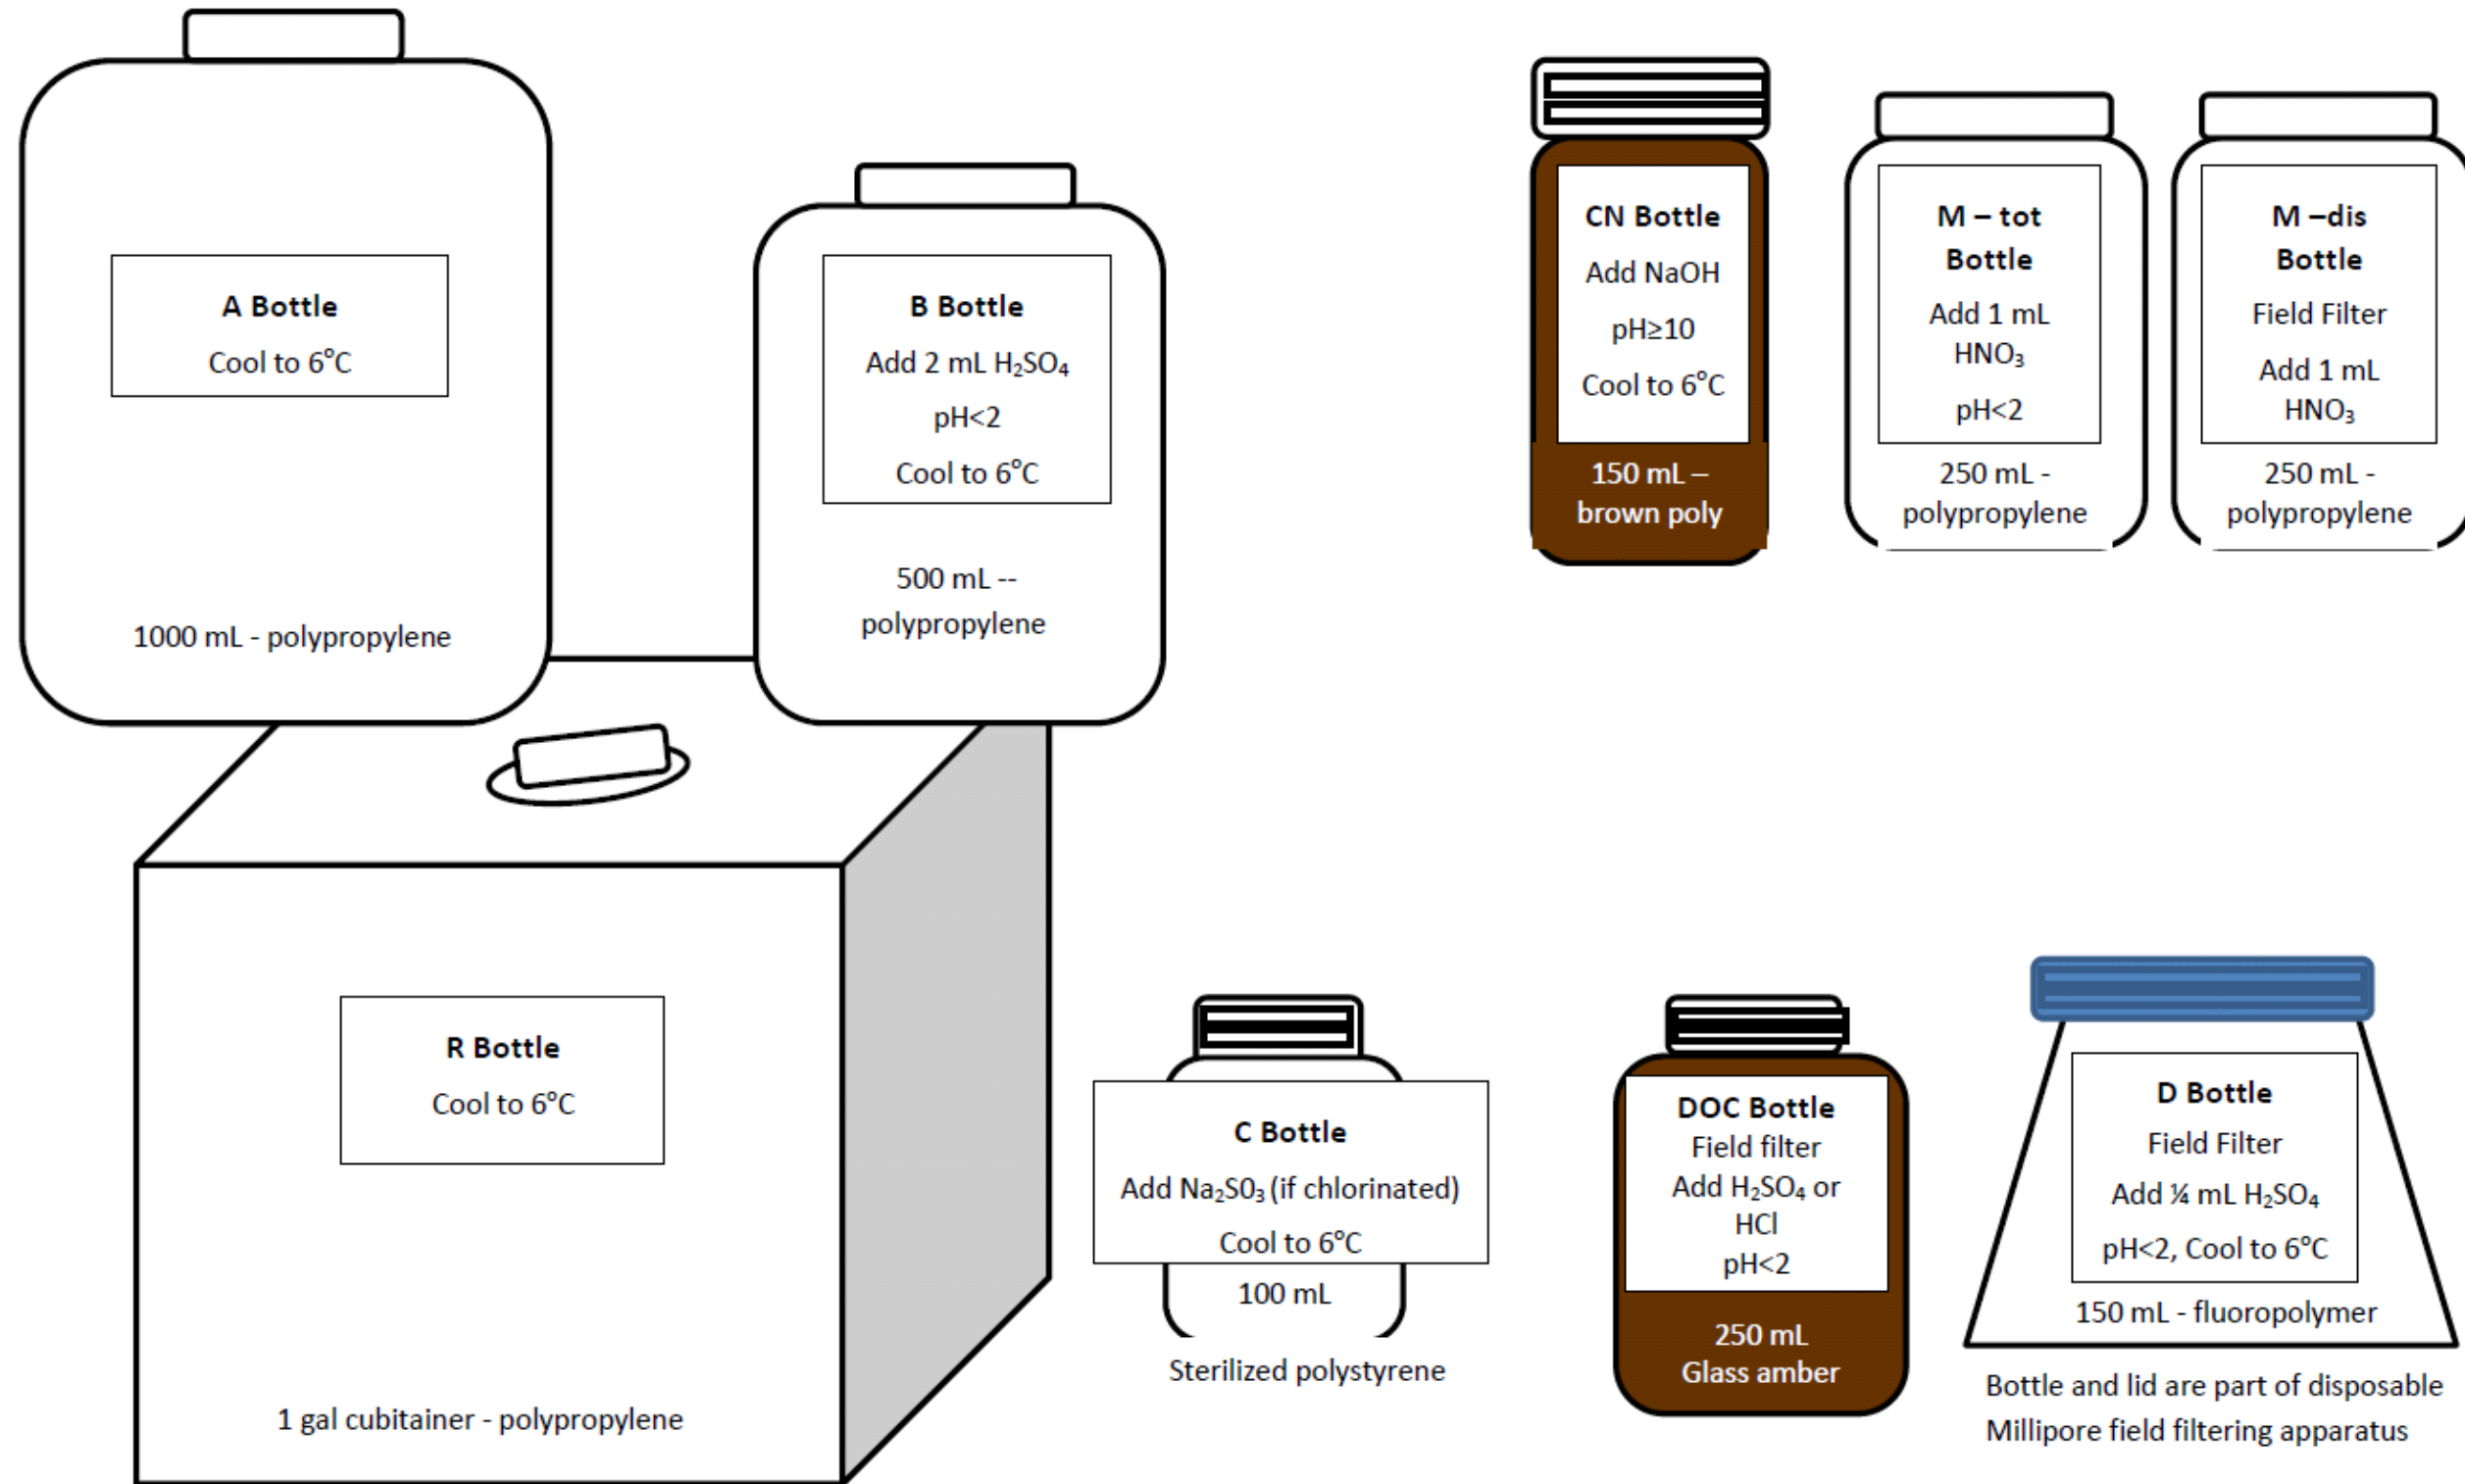 A Bottle
Cool to 6°C
1000 mL - polypropylene
B Bottle
Add 2 mL H₂SO₄
pH<2
Cool to 6°C
500 mL --
polypropylene
CN Bottle
Add NaOH
pH≥10
Cool to 6°C
150 mL –
brown poly
M – tot
Bottle
Add 1 mL
HNO₃
pH<2
250 mL -
polypropylene
M –dis
Bottle
Field Filter
Add 1 mL
HNO₃
250 mL -
polypropylene
R Bottle
Cool to 6°C
1 gal cubitainer - polypropylene
C Bottle
Add Na₂S0₃ (if chlorinated)
Cool to 6°C
100 mL
Sterilized polystyrene
DOC Bottle
Field filter
Add H₂SO₄ or
HCl
pH<2
250 mL
Glass amber
D Bottle
Field Filter
Add ¼ mL H₂SO₄
pH<2, Cool to 6°C
150 mL - fluoropolymer
Bottle and lid are part of disposable
Millipore field filtering apparatus